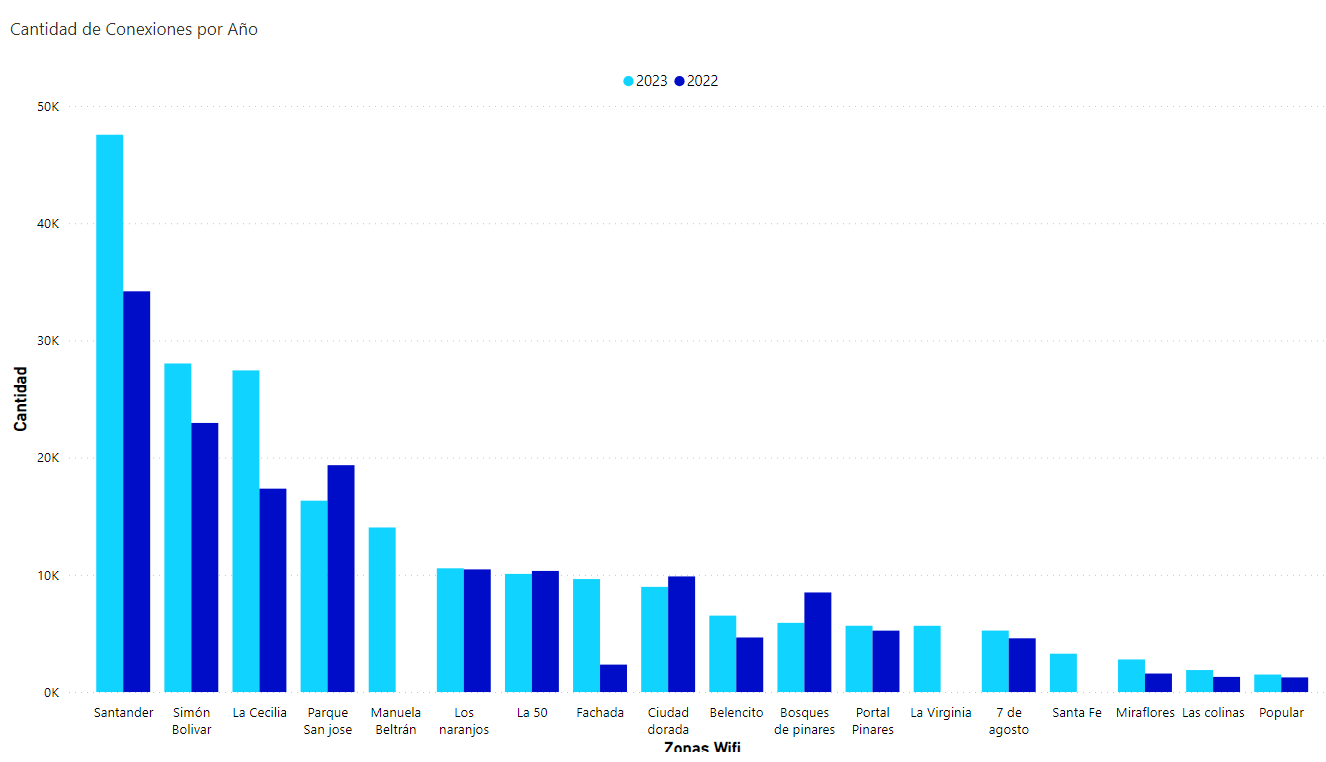 Cantidad de Conexiones por Año
2023 2022
50K
40K
30K
20K
10K
0K
Cantidad
Santander
Simón
Bolivar
La Cecilia
Parque
San jose
Manuela
Beltrán
Los
naranjos
La 50
Fachada
Ciudad
dorada
Belencito
Bosques
de pinares
Portal
Pinares
La Virginia
7 de
agosto
Santa Fe
Miraflores
Las colinas
Popular
Zonas Wifi